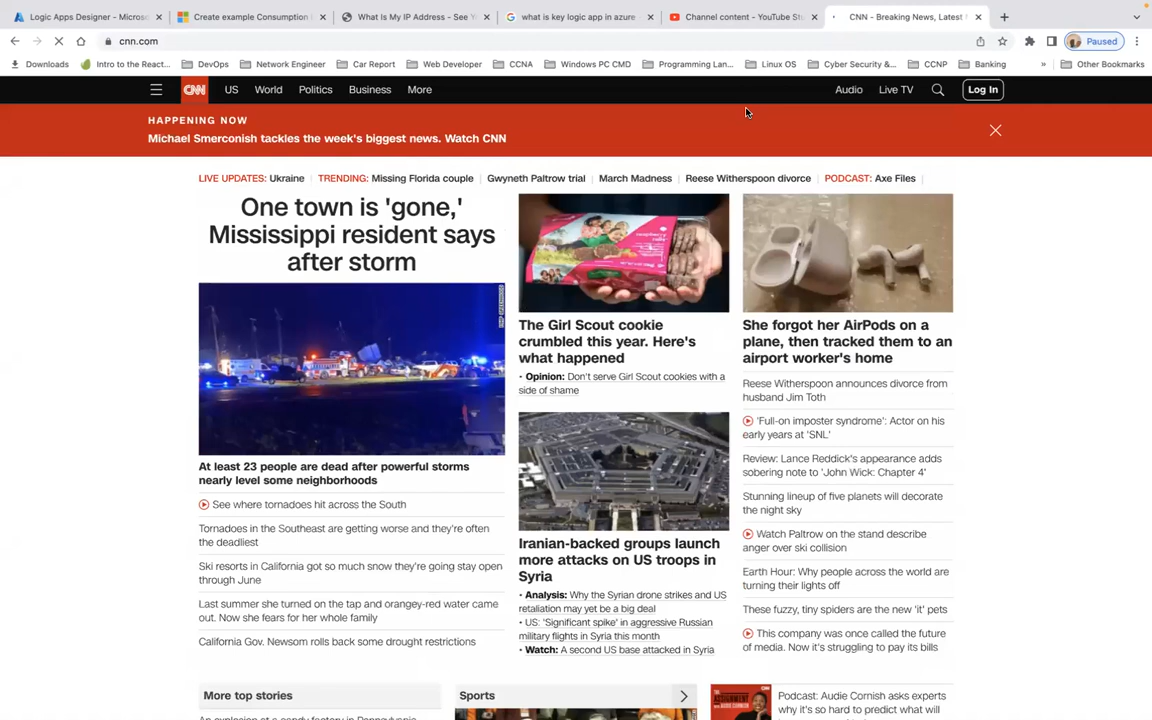 Logic Apps Designer - Micros
Create example Consumption
What Is My IP Address - See Y
what is key logic app in azure
Channel content - YouTube St
CNN - Breaking News, Latest
cnn.com
Paused
Downloads
Intro to the React...
DevOps
Network Engineer
Car Report
Web Developer
CCNA
Windows PC CMD
Programming Lan...
Linux OS
Cyber Security &...
CCNP
Banking
»
Other Bookmarks
CNN
US
World
Politics
Business
More
Audio
Live TV
Log In
HAPPENING NOW
Michael Smerconish tackles the week's biggest news. Watch CNN
LIVE UPDATES: Ukraine
TRENDING: Missing Florida couple
Gwyneth Paltrow trial
March Madness
Reese Witherspoon divorce
PODCAST: Axe Files
One town is 'gone,'
Mississippi resident says
after storm
At least 23 people are dead after powerful storms
nearly level some neighborhoods
See where tornadoes hit across the South
Tornadoes in the Southeast are getting worse and they're often
the deadliest
Ski resorts in California got so much snow they're going stay open
through June
Last summer she turned on the tap and orangey-red water came
out. Now she fears for her whole family
California Gov. Newsom rolls back some drought restrictions
The Girl Scout cookie
crumbled this year. Here's
what happened
• Opinion: Don't serve Girl Scout cookies with a
side of shame
Iranian-backed groups launch
more attacks on US troops in
Syria
• Analysis: Why the Syrian drone strikes and US
retaliation may yet be a big deal
• US: 'Significant spike' in aggressive Russian
military flights in Syria this month
• Watch: A second US base attacked in Syria
She forgot her AirPods on a
plane, then tracked them to an
airport worker's home
Reese Witherspoon announces divorce from
husband Jim Toth
'Full-on imposter syndrome': Actor on his
early years at 'SNL'
Review: Lance Reddick's appearance adds
sobering note to 'John Wick: Chapter 4'
Stunning lineup of five planets will decorate
the night sky
Watch Paltrow on the stand describe
anger over ski collision
Earth Hour: Why people across the world are
turning their lights off
These fuzzy, tiny spiders are the new 'it' pets
This company was once called the future
of media. Now it's struggling to pay its bills
More top stories
An explosion at a candy factory in Pennsylvania
Sports
Podcast: Audie Cornish asks experts
why it's so hard to predict what will